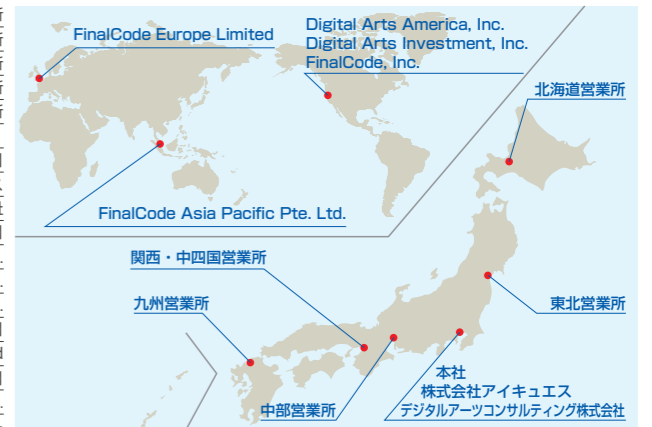 FinalCode Europe Limited
Digital Arts America, Inc.
Digital Arts Investment, Inc.
FinalCode, Inc.
北海道営業所
FinalCode Asia Pacific Pte. Ltd.
関西・中四国営業所
九州営業所
東北営業所
中部営業所
本社
株式会社アイキュエス
デジタルアーツコンサルティング株式会社